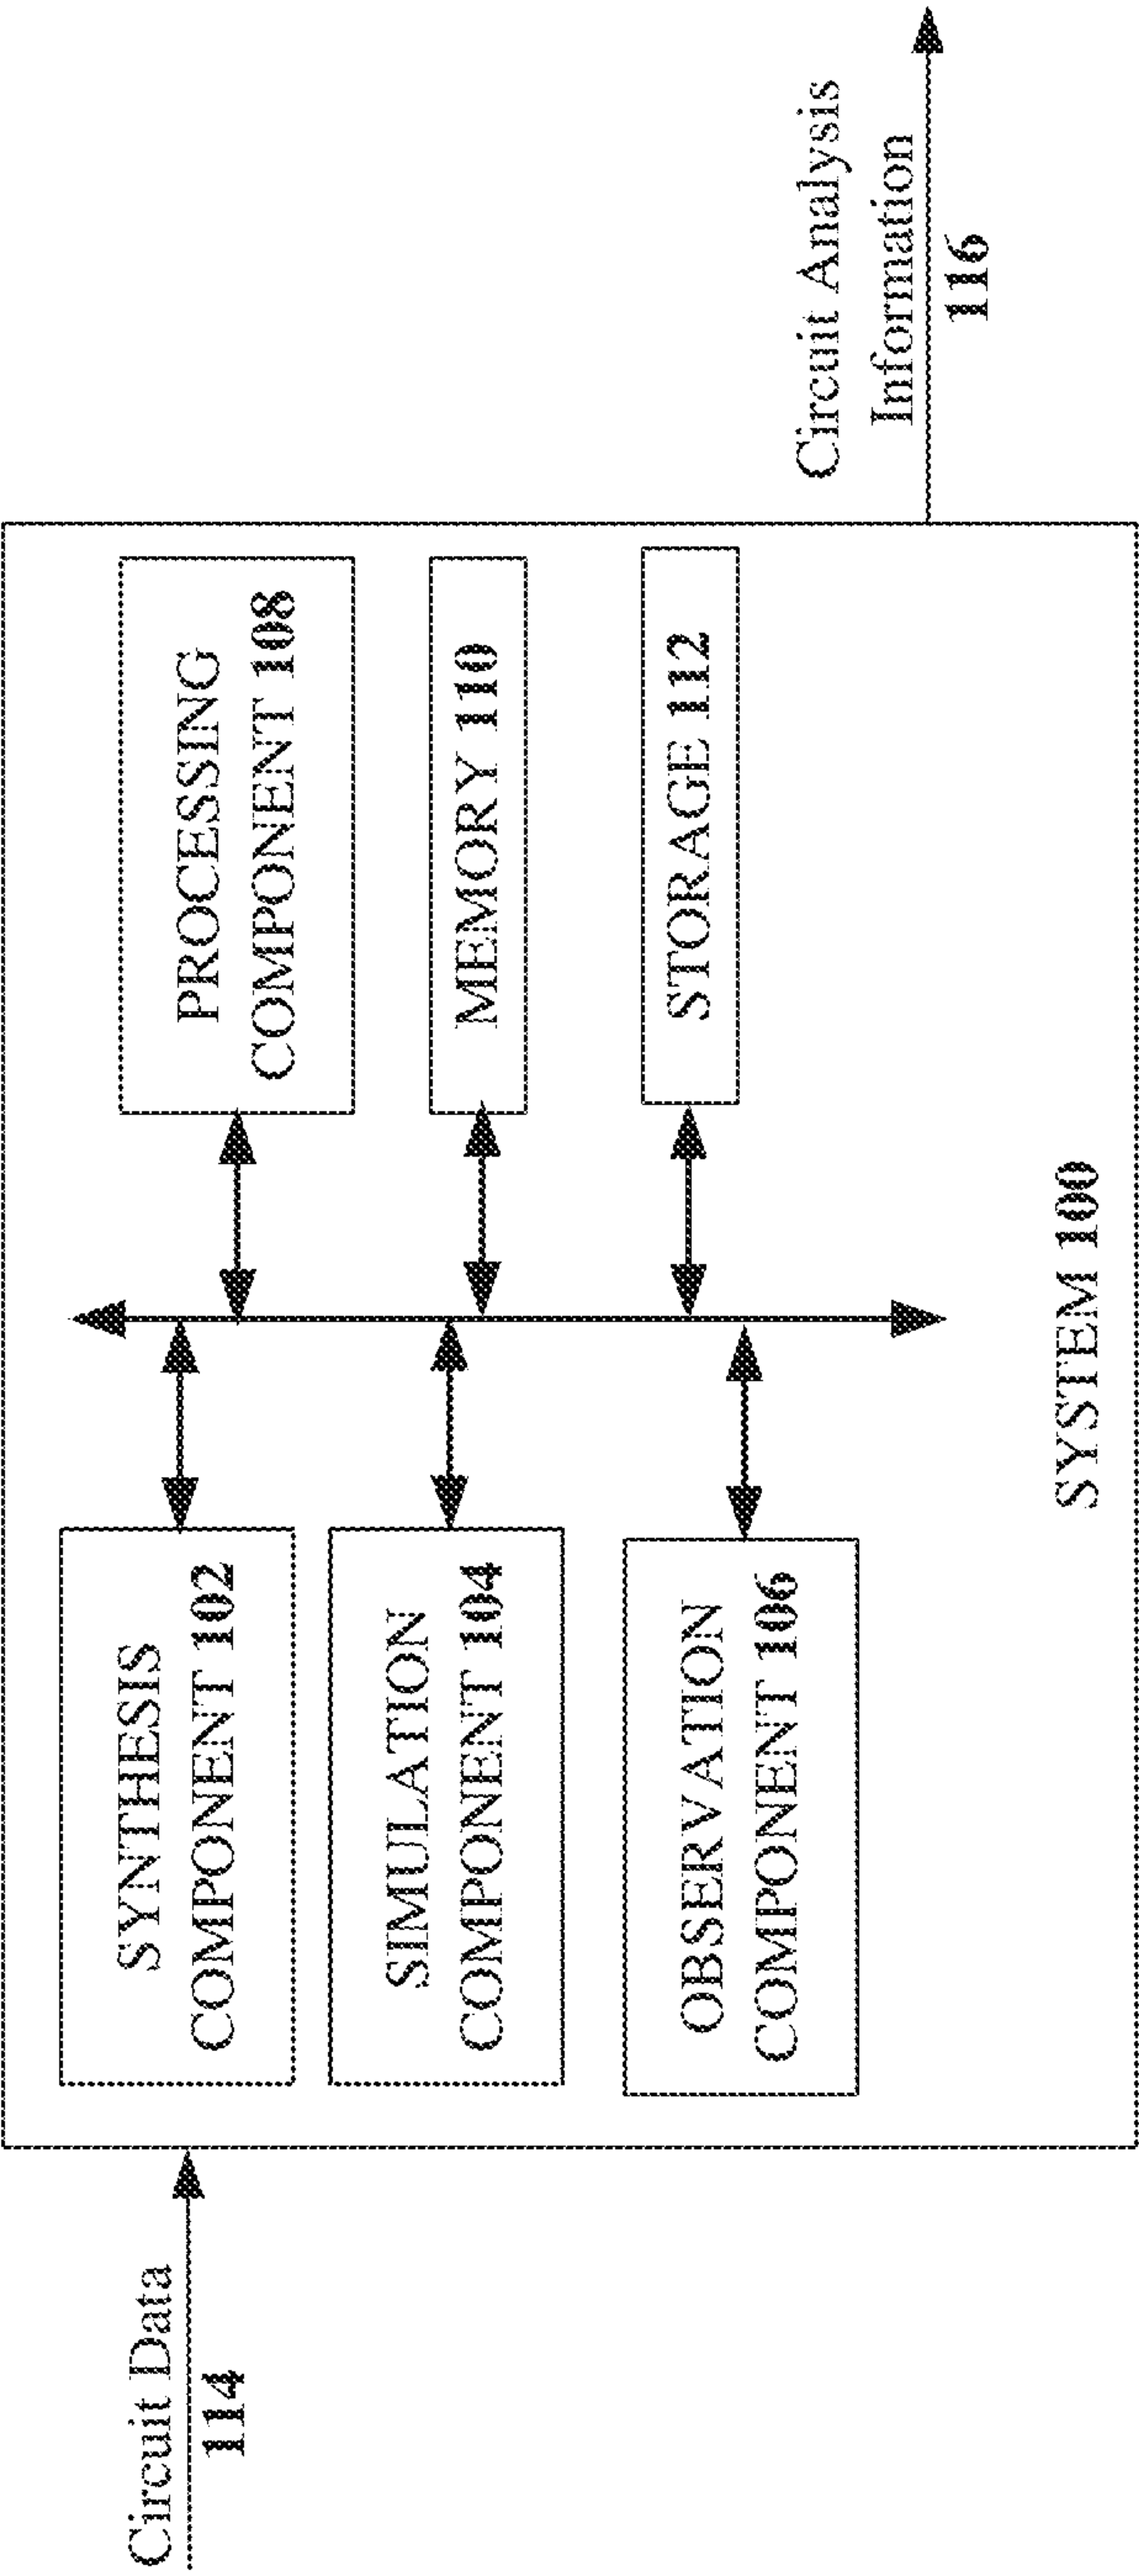 Circuit Data
114
SYNTHESIS
COMPONENT 102
SIMULATION
COMPONENT 104
OBSERVATION
COMPONENT 106
PROCESSING
COMPONENT 108
MEMORY 110
STORAGE 112
SYSTEM 100
Circuit Analysis
Information
116